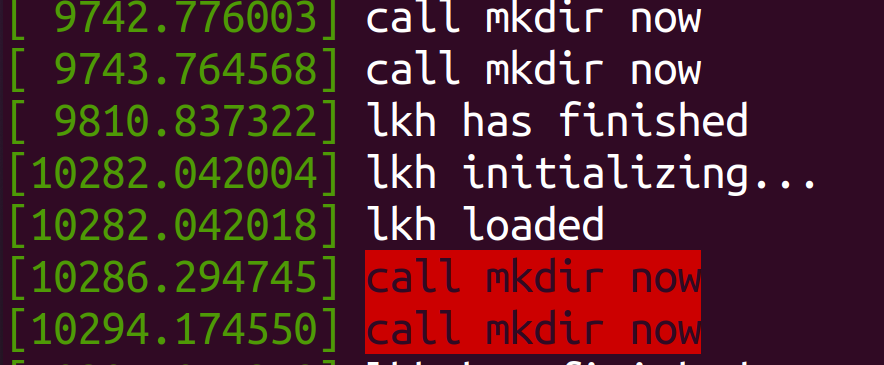 [ 9742.776003] call mkdir now
[ 9743.764568] call mkdir now
[ 9810.837322] lkh has finished
[10282.042004] lkh initializing...
[10282.042018] lkh loaded
[10286.294745] call mkdir now
[10294.174550] call mkdir now